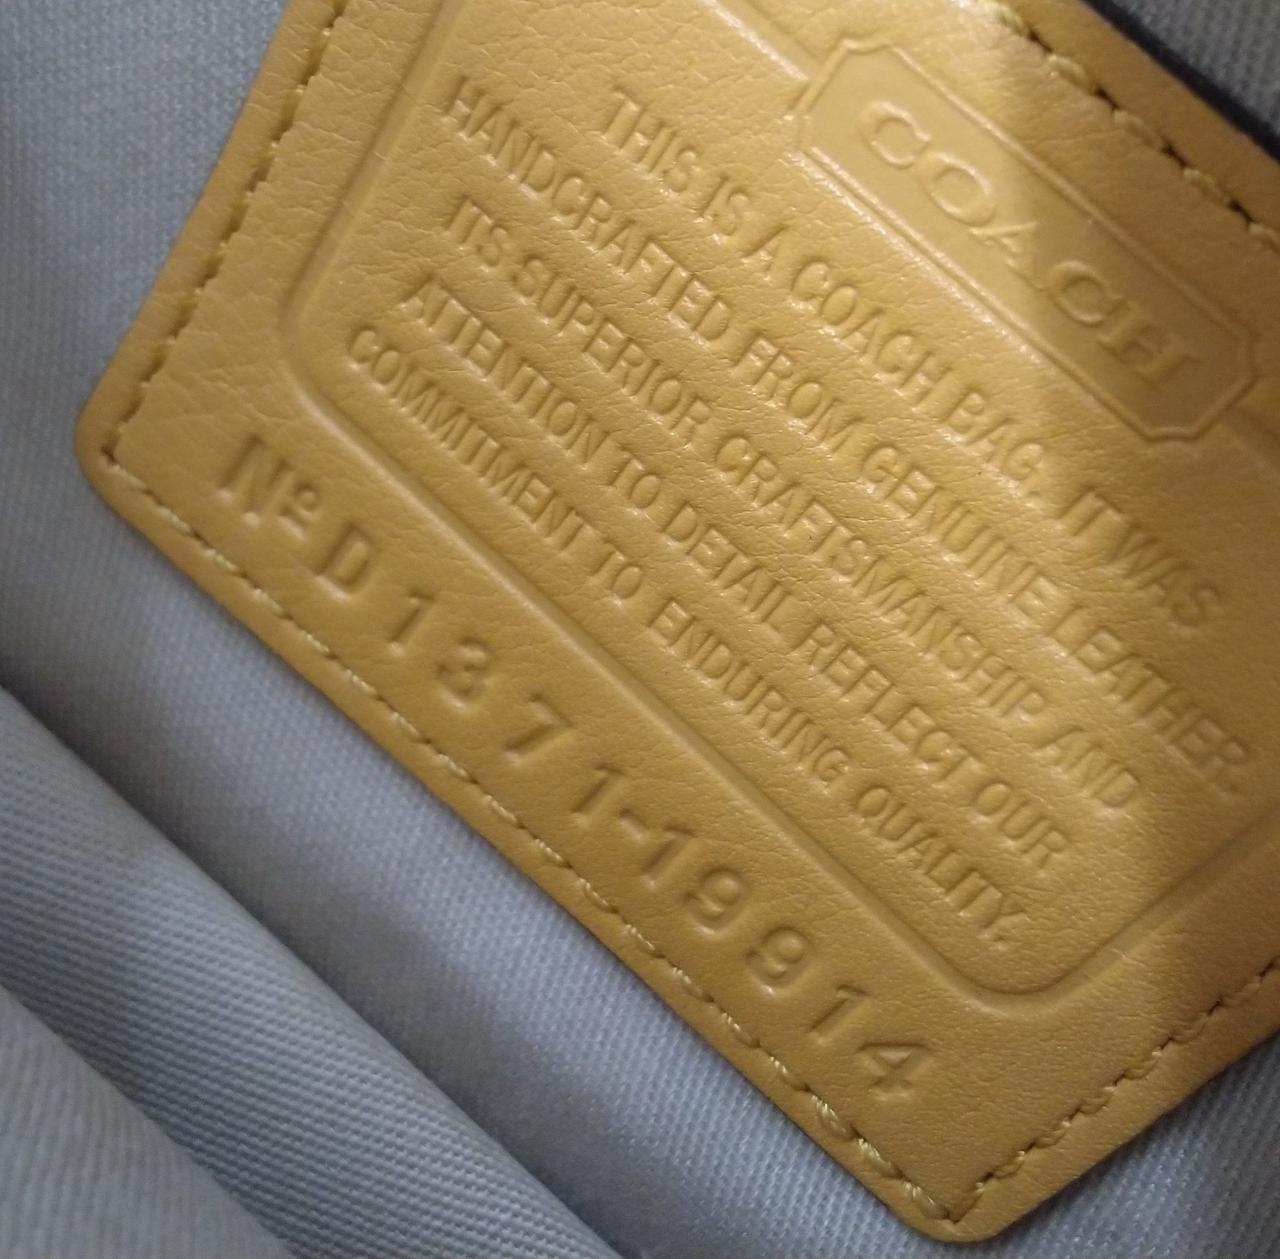 COACH
THIS IS A COACH BAG. IT WAS
HANDCRAFTED FROM GENUINE LEATHER.
ITS SUPERIOR CRAFTSMANSHIP AND
ATTENTION TO DETAIL REFLECT OUR
COMMITMENT TO ENDURING QUALITY.
Nº D1371-19914